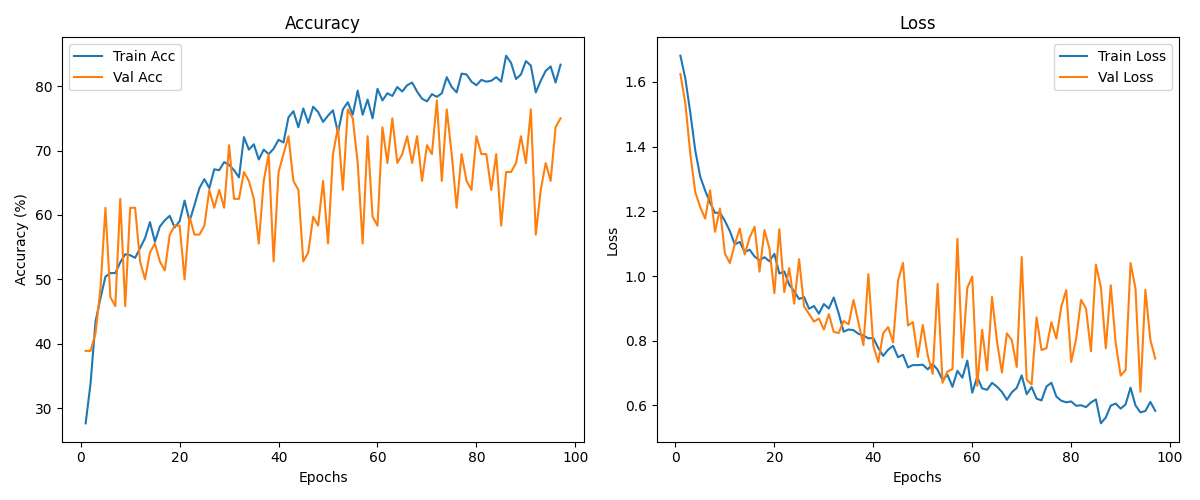 Accuracy
Train Acc
Val Acc
Accuracy (%)
80
70
60
50
40
30
0 20 40 60 80 100
Epochs
Loss
Train Loss
Val Loss
Loss
1.6
1.4
1.2
1.0
0.8
0.6
0 20 40 60 80 100
Epochs